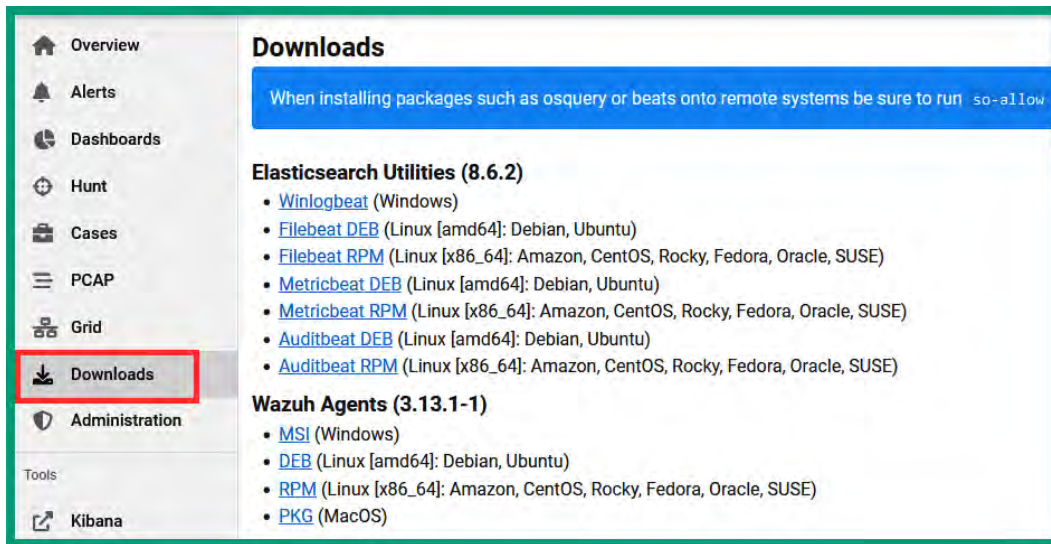 Overview
Alerts
Dashboards
Hunt
Cases
PCAP
Grid
Downloads
Administration
Tools
Kibana
Downloads
When installing packages such as osquery or beats onto remote systems be sure to run so-allow
Elasticsearch Utilities (8.6.2)
• Winlogbeat (Windows)
• Filebeat DEB (Linux [amd64]: Debian, Ubuntu)
• Filebeat RPM (Linux [x86_64]: Amazon, CentOS, Rocky, Fedora, Oracle, SUSE)
• Metricbeat DEB (Linux [amd64]: Debian, Ubuntu)
• Metricbeat RPM (Linux [x86_64]: Amazon, CentOS, Rocky, Fedora, Oracle, SUSE)
• Auditbeat DEB (Linux [amd64]: Debian, Ubuntu)
• Auditbeat RPM (Linux [x86_64]: Amazon, CentOS, Rocky, Fedora, Oracle, SUSE)
Wazuh Agents (3.13.1-1)
• MSI (Windows)
• DEB (Linux [amd64]: Debian, Ubuntu)
• RPM (Linux [x86_64]: Amazon, CentOS, Rocky, Fedora, Oracle, SUSE)
• PKG (MacOS)